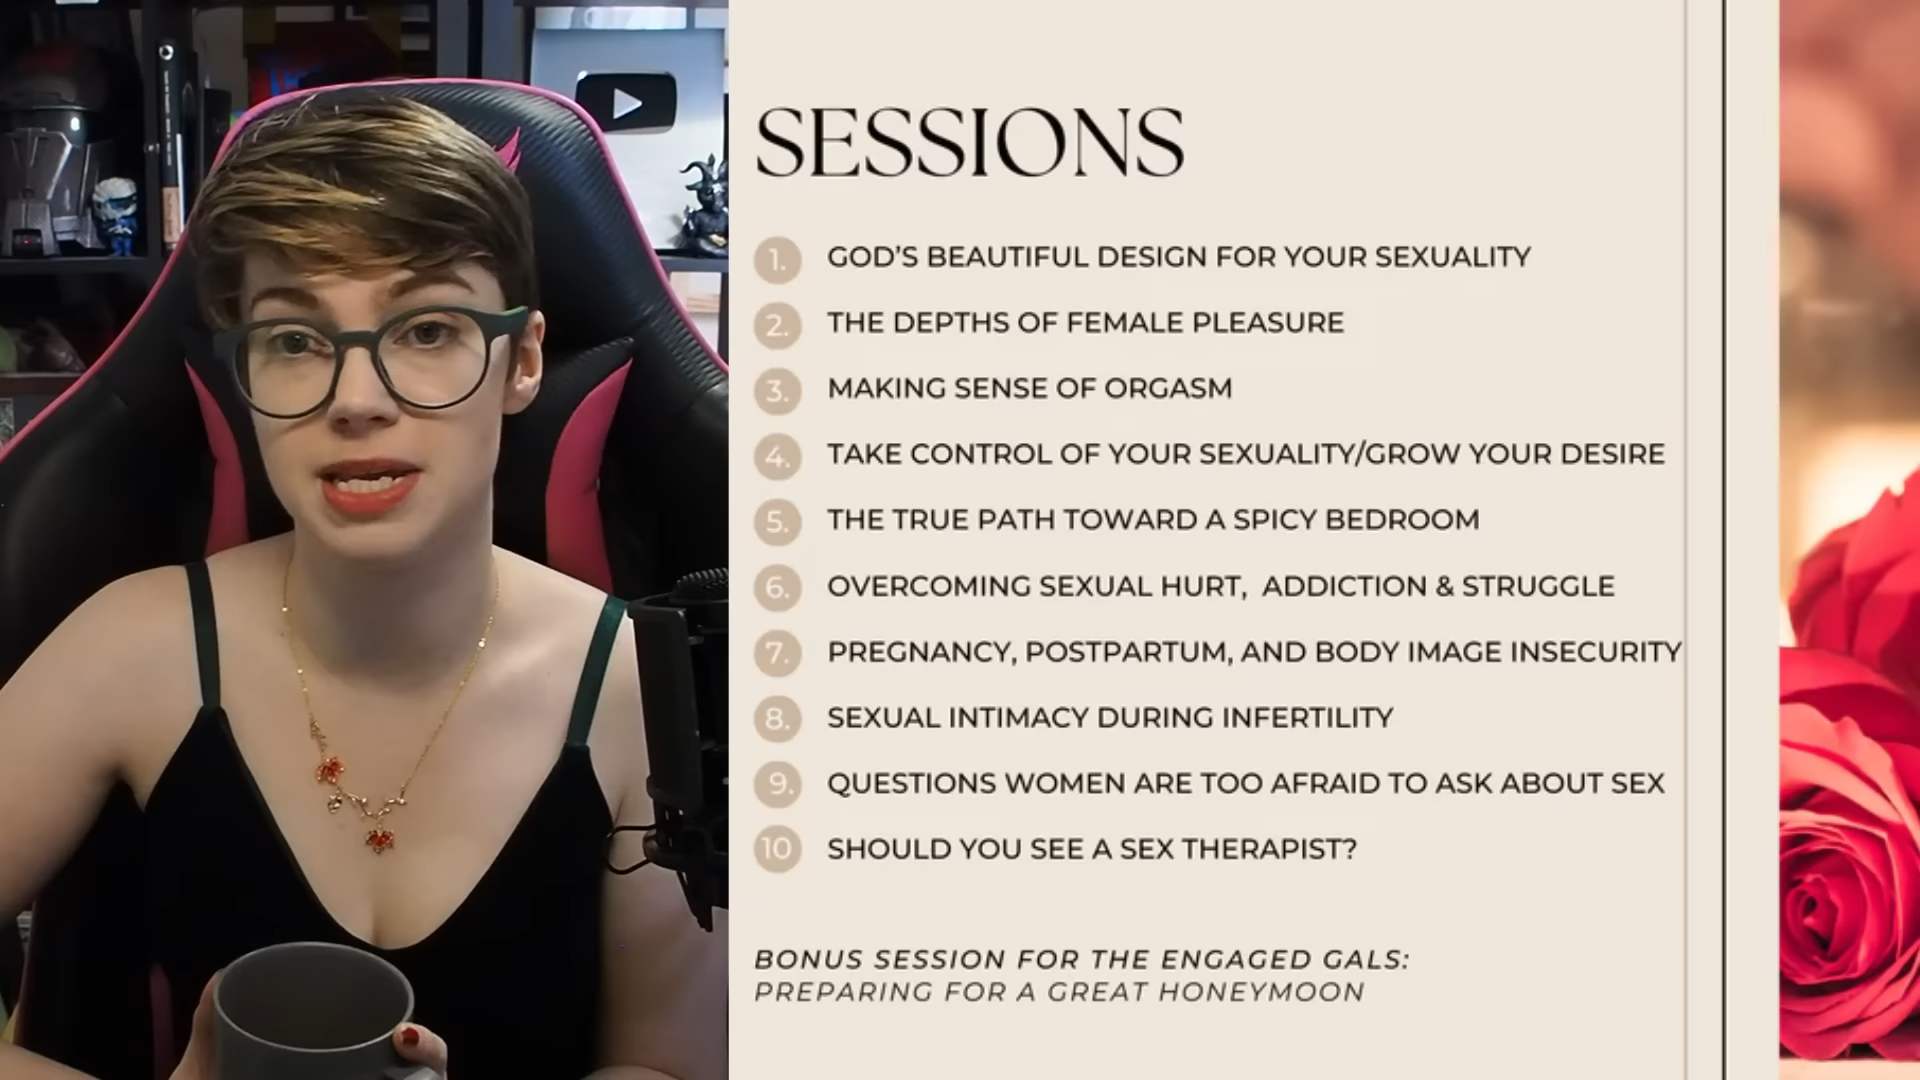 SESSIONS
1. GOD'S BEAUTIFUL DESIGN FOR YOUR SEXUALITY
2. THE DEPTHS OF FEMALE PLEASURE
3. MAKING SENSE OF ORGASM
4. TAKE CONTROL OF YOUR SEXUALITY/GROW YOUR DESIRE
5. THE TRUE PATH TOWARD A SPICY BEDROOM
6. OVERCOMING SEXUAL HURT, ADDICTION & STRUGGLE
7. PREGNANCY, POSTPARTUM, AND BODY IMAGE INSECURITY
8. SEXUAL INTIMACY DURING INFERTILITY
9. QUESTIONS WOMEN ARE TOO AFRAID TO ASK ABOUT SEX
10 SHOULD YOU SEE A SEX THERAPIST?
BONUS SESSION FOR THE ENGAGED GALS:
PREPARING FOR A GREAT HONEYMOON